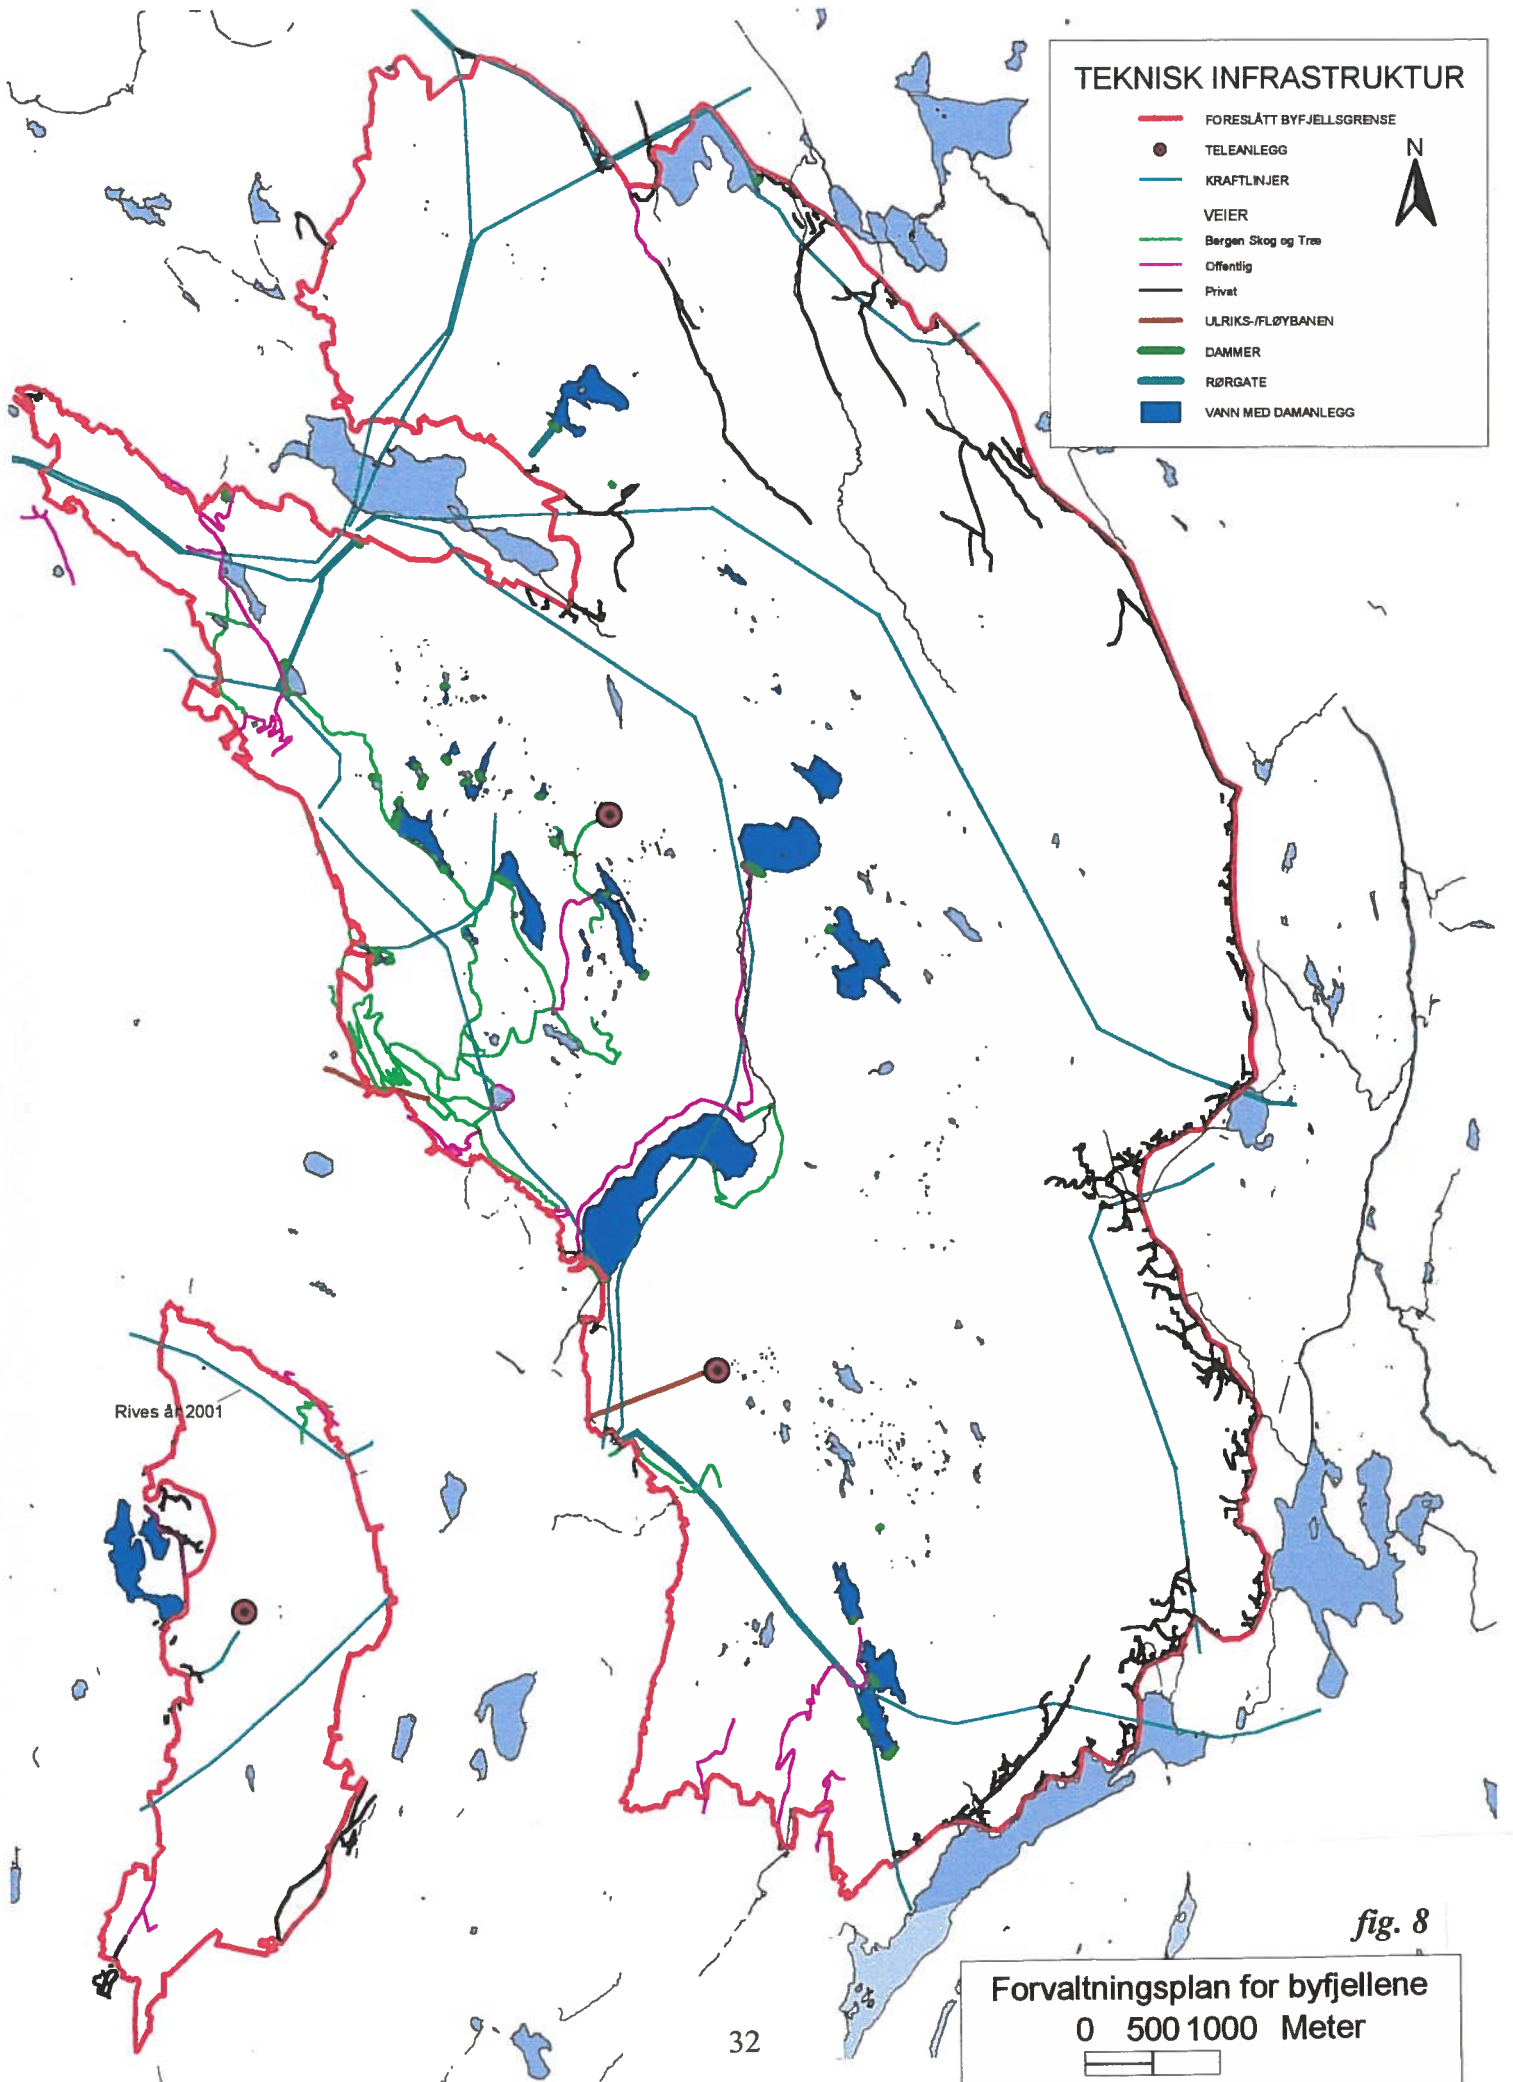 TEKNISK INFRASTRUKTUR
FORESLÅTT BYFJELLSGRENSE
TELEANLEGG
KRAFTLINJER
VEIER
Bergen Skog og Træ
Offentlig
Privat
ULRIKS-/FLØYBANEN
DAMMER
RØRGATE
VANN MED DAMANLEGG
N
Rives år 2001
fig. 8
Forvaltningsplan for byfjellene
0 500 1000 Meter
32